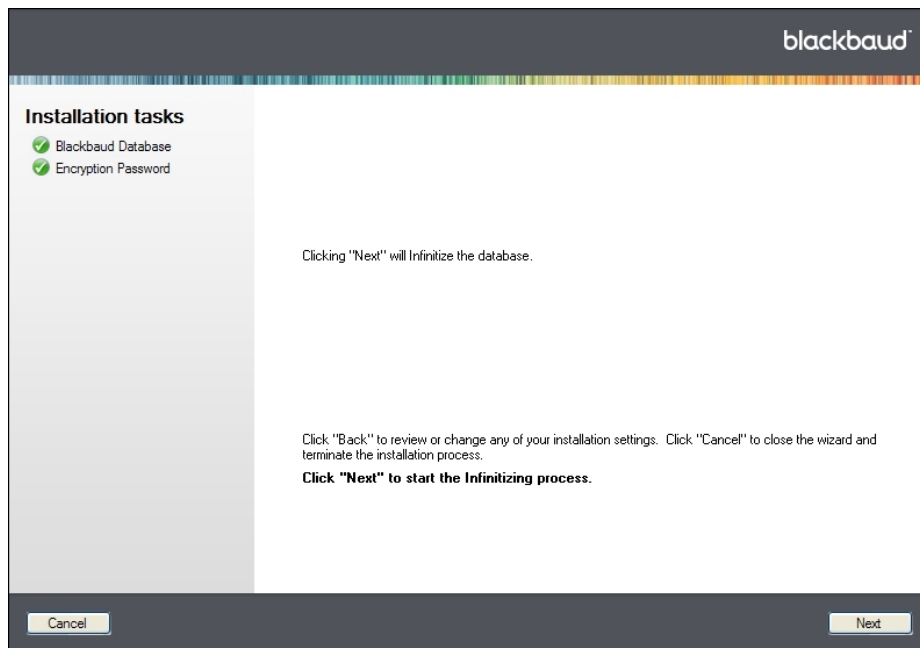 blackbaud
Installation tasks
Blackbaud Database
Encryption Password
Clicking "Next" will Infinitize the database.
Click "Back" to review or change any of your installation settings.  Click "Cancel" to close the wizard and
terminate the installation process.
Click "Next" to start the Infinitizing process.
Cancel
Next